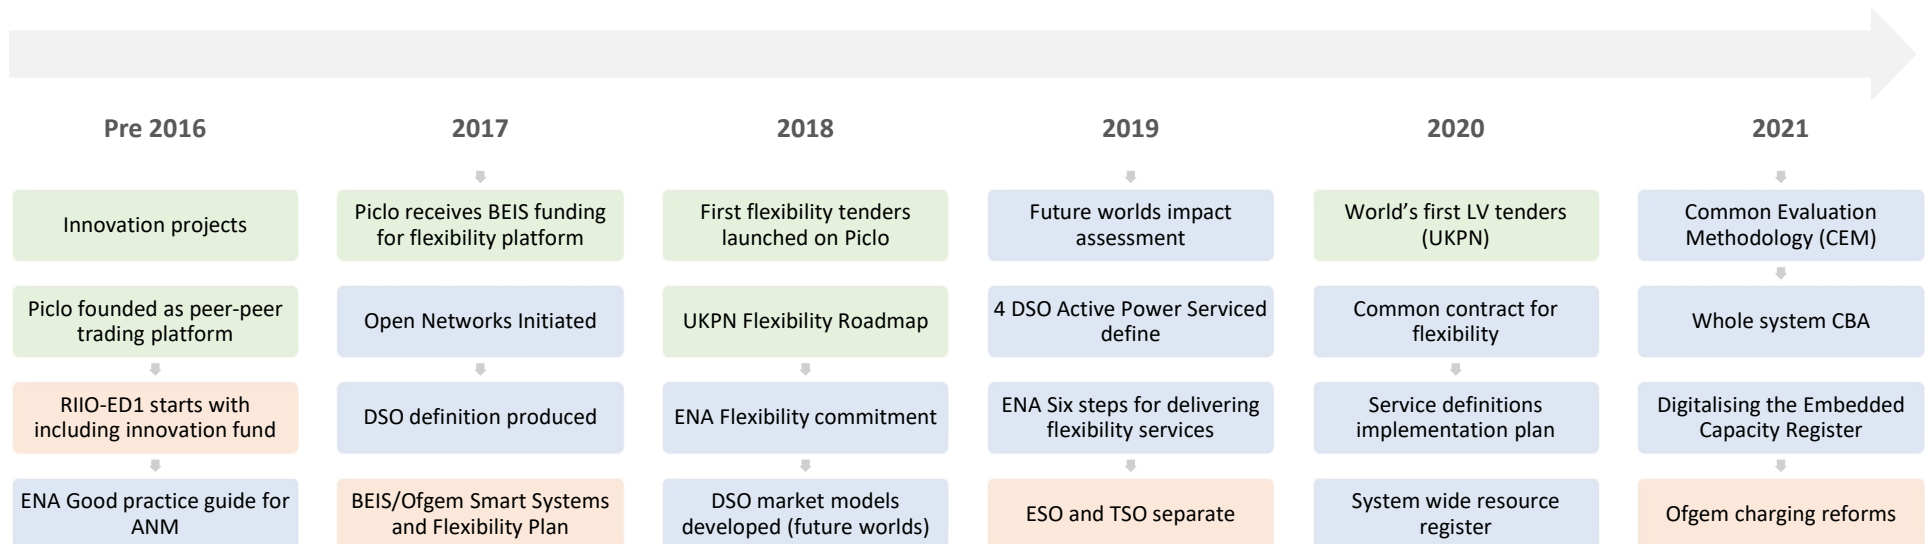 Pre 2016
2017
2018
2019
2020
2021
Innovation projects
Piclo founded as peer-peer
trading platform
RIIO-ED1 starts with
including innovation fund
ENA Good practice guide for
ANM
Piclo receives BEIS funding
for flexibility platform
Open Networks Initiated
DSO definition produced
BEIS/Ofgem Smart Systems
and Flexibility Plan
First flexibility tenders
launched on Piclo
UKPN Flexibility Roadmap
ENA Flexibility commitment
DSO market models
developed (future worlds)
Future worlds impact
assessment
4 DSO Active Power Serviced
define
ENA Six steps for delivering
flexibility services
ESO and TSO separate
World's first LV tenders
(UKPN)
Common contract for
flexibility
Service definitions
implementation plan
System wide resource
register
Common Evaluation
Methodology (CEM)
Whole system CBA
Digitalising the Embedded
Capacity Register
Ofgem charging reforms